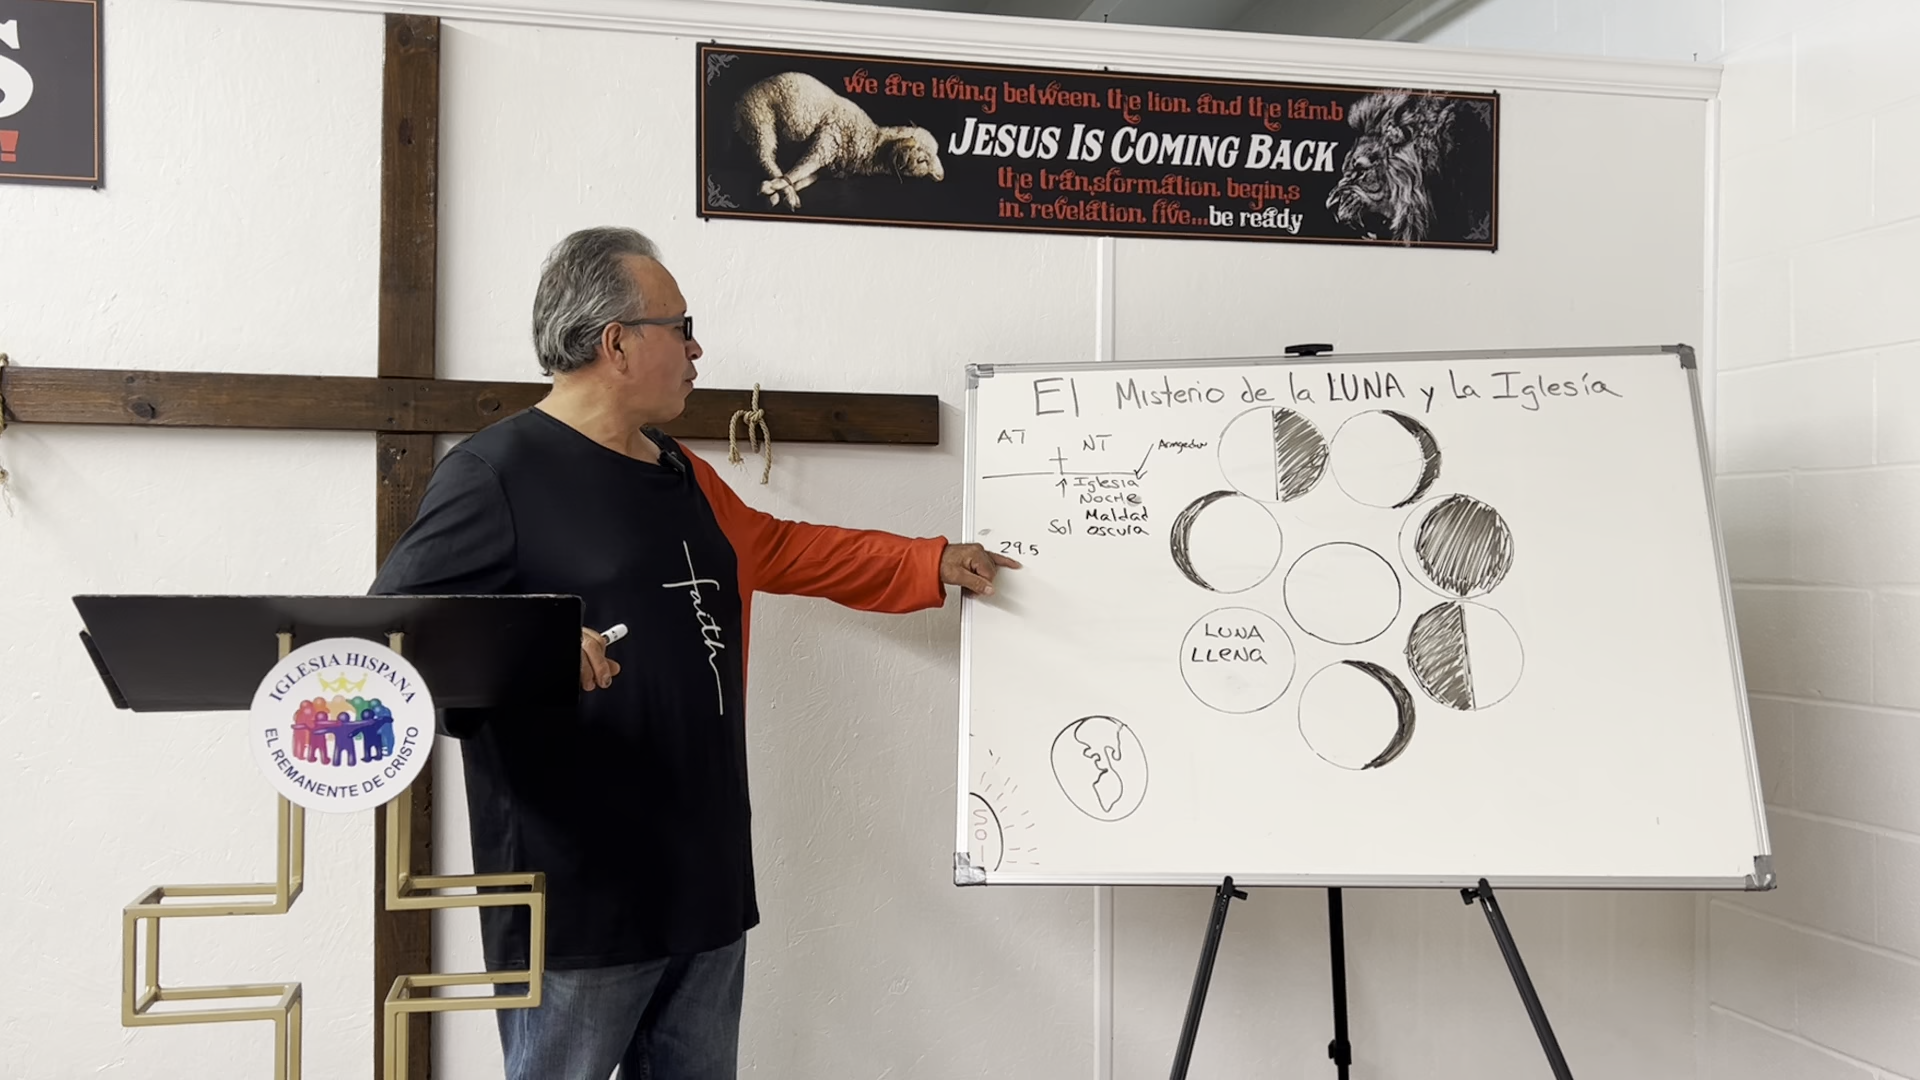 S
!
we are living between the lion and the lamb
JESUS IS COMING BACK
the transformation begins
in revelation five...be ready
El Misterio de la LUNA y La Iglesia
AT
NT
Iglesia
NOCHE
Maldad
Sol oscura
29.5
LUNA
LLENA
Sol
faith
IGLESIA HISPANA
EL REMANENTE DE CRISTO